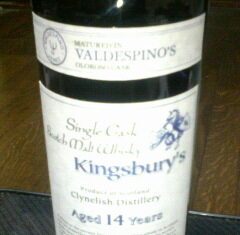 MATURED IN
VALDESPINO'S
OLOROSO CASK
Single Cask
Scotch Malt Whisky
Kingsbury's
Product of Scotland
Clynelish Distillery
Aged 14 Years